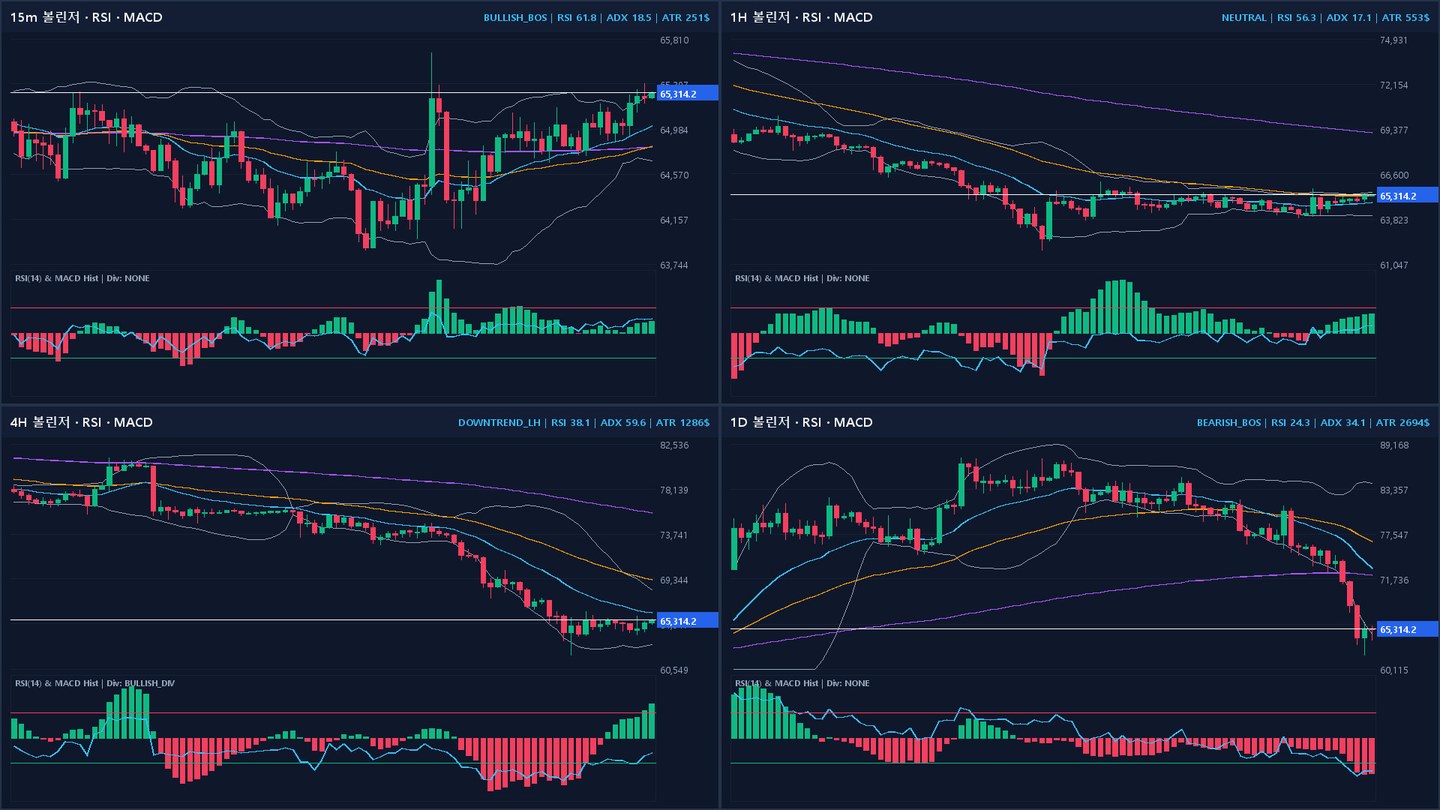 15m 볼린저 · RSI · MACD
BULLISH_BOS | RSI 61.8 | ADX 18.5 | ATR 251$
65,810
65,314.2
64,984
64,570
64,157
63,744
RSI(14) & MACD Hist | Div: NONE
1H 볼린저 · RSI · MACD
NEUTRAL | RSI 56.3 | ADX 17.1 | ATR 553$
74,931
72,154
69,377
66,600
65,314.2
63,823
61,047
RSI(14) & MACD Hist | Div: NONE
4H 볼린저 · RSI · MACD
DOWNTREND_LH | RSI 38.1 | ADX 59.6 | ATR 1286$
82,536
78,139
73,741
69,344
65,314.2
60,549
RSI(14) & MACD Hist | Div: BULLISH_DIV
1D 볼린저 · RSI · MACD
BEARISH_BOS | RSI 24.3 | ADX 34.1 | ATR 2694$
89,168
83,357
77,547
71,736
65,314.2
60,115
RSI(14) & MACD Hist | Div: NONE